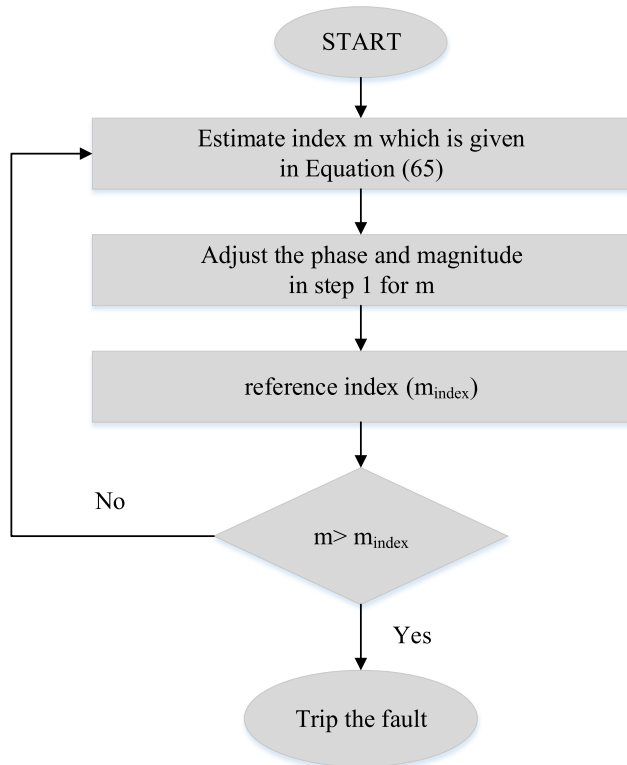 START
Estimate index m which is given
in Equation (65)
Adjust the phase and magnitude
in step 1 for m
reference index (mindex)
No
m> mindex
Yes
Trip the fault